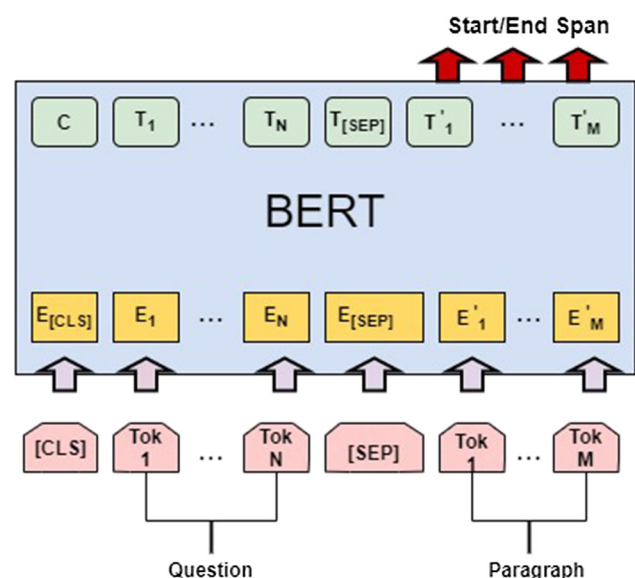 Start/End Span
C T1 ... TN T[SEP] T'1 ... T'M
BERT
E[CLS] E1 ... EN E[SEP] E'1 ... E'M
[CLS] Tok 1 ... Tok N [SEP] Tok 1 ... Tok M
Question Paragraph